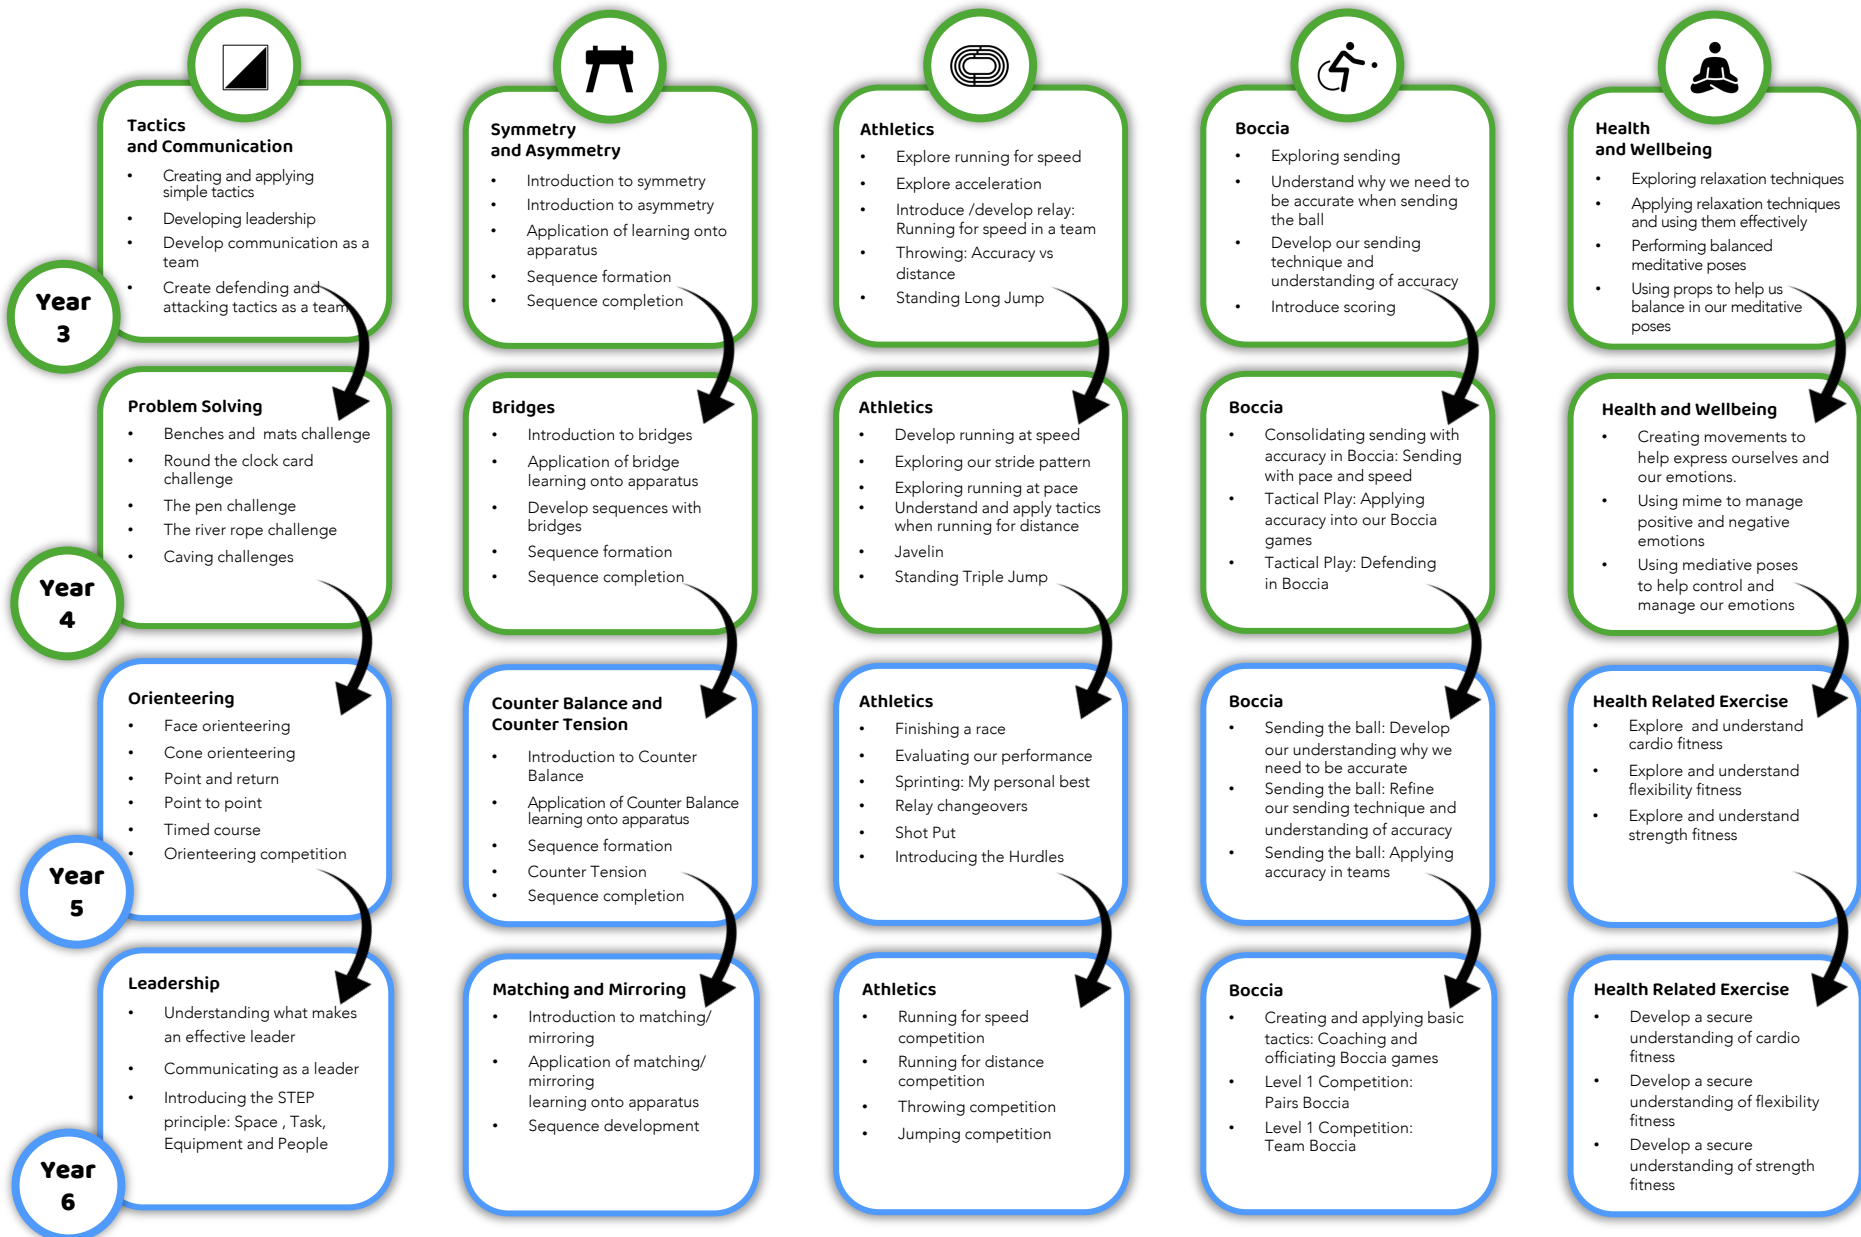 Tactics
and Communication
• Creating and applying
simple tactics
• Developing leadership
• Develop communication as a
team
• Create defending and
attacking tactics as a team
Symmetry
and Asymmetry
• Introduction to symmetry
• Introduction to asymmetry
• Application of learning onto
apparatus
• Sequence formation
• Sequence completion
Athletics
• Explore running for speed
• Explore acceleration
• Introduce /develop relay:
Running for speed in a team
• Throwing: Accuracy vs
distance
• Standing Long Jump
Boccia
• Exploring sending
• Understand why we need to
be accurate when sending
the ball
• Develop our sending
technique and
understanding of accuracy
• Introduce scoring
Health
and Wellbeing
• Exploring relaxation techniques
• Applying relaxation techniques
and using them effectively
• Performing balanced
meditative poses
• Using props to help us
balance in our meditative
poses
Year
3
Problem Solving
• Benches and mats challenge
• Round the clock card
challenge
• The pen challenge
• The river rope challenge
• Caving challenges
Bridges
• Introduction to bridges
• Application of bridge
learning onto apparatus
• Develop sequences with
bridges
• Sequence formation
• Sequence completion
Athletics
• Develop running at speed
• Exploring our stride pattern
• Exploring running at pace
• Understand and apply tactics
when running for distance
• Javelin
• Standing Triple Jump
Boccia
• Consolidating sending with
accuracy in Boccia: Sending
with pace and speed
• Tactical Play: Applying
accuracy into our Boccia
games
• Tactical Play: Defending
in Boccia
Health and Wellbeing
• Creating movements to
help express ourselves and
our emotions.
• Using mime to manage
positive and negative
emotions
• Using mediative poses
to help control and
manage our emotions
Year
4
Orienteering
• Face orienteering
• Cone orienteering
• Point and return
• Point to point
• Timed course
• Orienteering competition
Counter Balance and
Counter Tension
• Introduction to Counter
Balance
• Application of Counter Balance
learning onto apparatus
• Sequence formation
• Counter Tension
• Sequence completion
Athletics
• Finishing a race
• Evaluating our performance
• Sprinting: My personal best
• Relay changeovers
• Shot Put
• Introducing the Hurdles
Boccia
• Sending the ball: Develop
our understanding why we
need to be accurate
• Sending the ball: Refine
our sending technique and
understanding of accuracy
• Sending the ball: Applying
accuracy in teams
Health Related Exercise
• Explore and understand
cardio fitness
• Explore and understand
flexibility fitness
• Explore and understand
strength fitness
Year
5
Leadership
• Understanding what makes
an effective leader
• Communicating as a leader
• Introducing the STEP
principle: Space , Task,
Equipment and People
Matching and Mirroring
• Introduction to matching/
mirroring
• Application of matching/
mirroring
learning onto apparatus
• Sequence development
Athletics
• Running for speed
competition
• Running for distance
competition
• Throwing competition
• Jumping competition
Boccia
• Creating and applying basic
tactics: Coaching and
officiating Boccia games
• Level 1 Competition:
Pairs Boccia
• Level 1 Competition:
Team Boccia
Health Related Exercise
• Develop a secure
understanding of cardio
fitness
• Develop a secure
understanding of flexibility
fitness
• Develop a secure
understanding of strength
fitness
Year
6